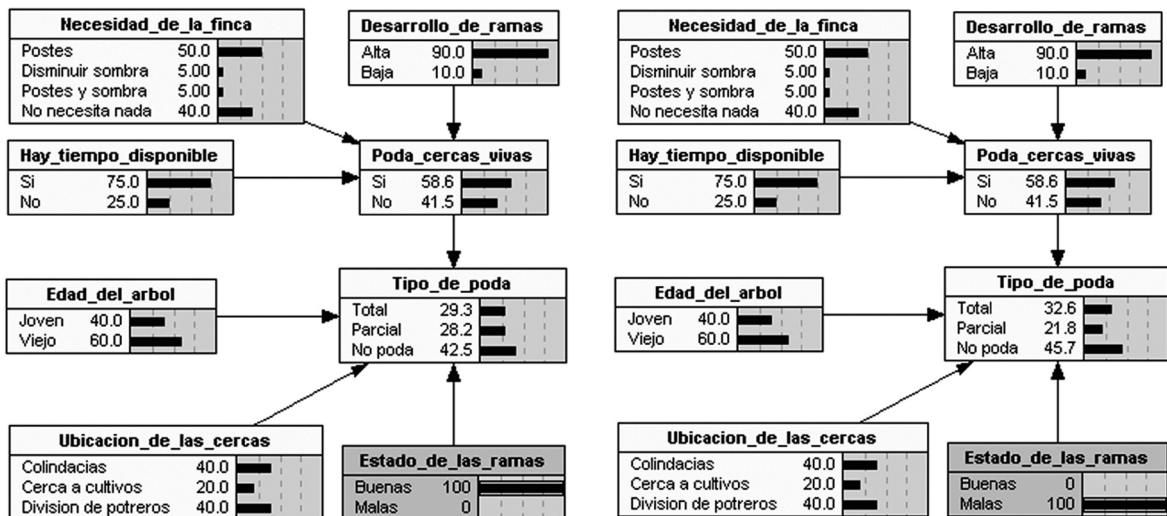 Necesidad_de_la_finca
Postes 50.0
Disminuir sombra 5.00
Postes y sombra 5.00
No necesita nada 40.0
Desarrollo_de_ramas
Alta 90.0
Baja 10.0
Hay_tiempo_disponible
Si 75.0
No 25.0
Poda_cercas_vivas
Si 58.6
No 41.5
Edad_del_arbol
Joven 40.0
Viejo 60.0
Tipo_de_poda
Total 29.3
Parcial 28.2
No poda 42.5
Ubicacion_de_las_cercas
Colindacias 40.0
Cerca a cultivos 20.0
Division de potreros 40.0
Estado_de_las_ramas
Buenas 100
Malas 0
Necesidad_de_la_finca
Postes 50.0
Disminuir sombra 5.00
Postes y sombra 5.00
No necesita nada 40.0
Desarrollo_de_ramas
Alta 90.0
Baja 10.0
Hay_tiempo_disponible
Si 75.0
No 25.0
Poda_cercas_vivas
Si 58.6
No 41.5
Edad_del_arbol
Joven 40.0
Viejo 60.0
Tipo_de_poda
Total 32.6
Parcial 21.8
No poda 45.7
Ubicacion_de_las_cercas
Colindacias 40.0
Cerca a cultivos 20.0
Division de potreros 40.0
Estado_de_las_ramas
Buenas 0
Malas 100